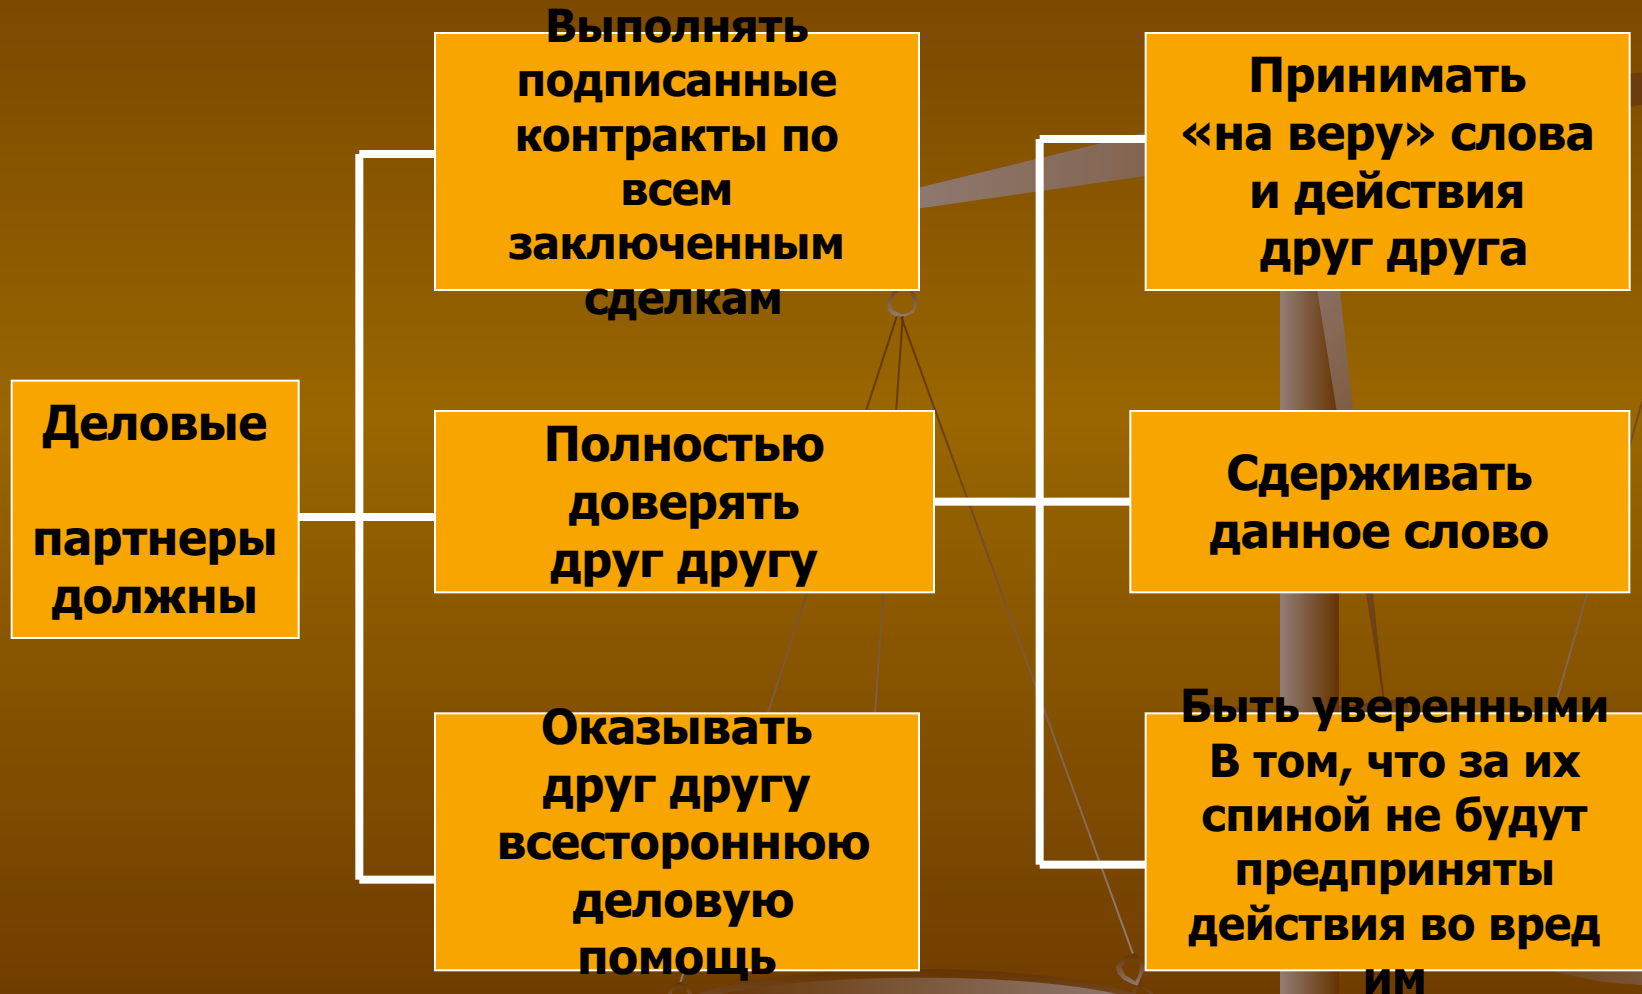 Деловые
партнеры
должны
Выполнять
подписанные
контракты по
всем
заключенным
сделкам
Полностью
доверять
друг другу
Оказывать
друг другу
всестороннюю
деловую
помощь
Принимать
«на веру» слова
и действия
друг друга
Сдерживать
данное слово
Быть уверенными
В том, что за их
спиной не будут
предприняты
действия во вред
им